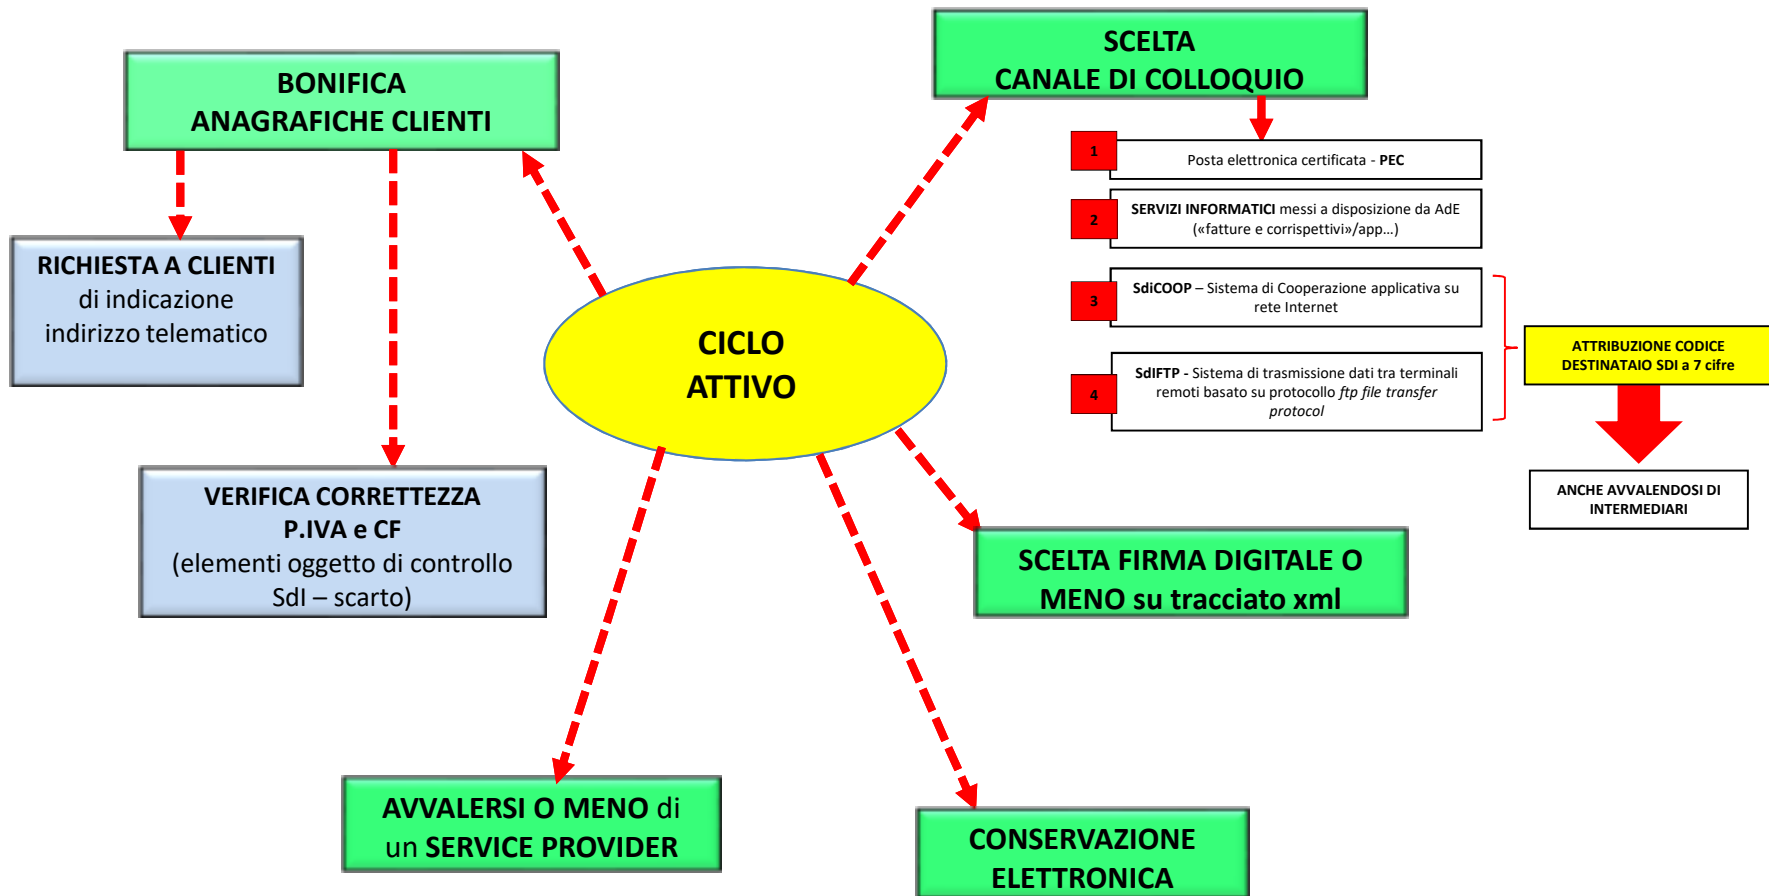 BONIFICA
ANAGRAFICHE CLIENTI
SCELTA
CANALE DI COLLOQUIO
1
Posta elettronica certificata - PEC
2
SERVIZI INFORMATICI messi a disposizione da AdE
(«fatture e corrispettivi»/app...)
3
SdiCOOP – Sistema di Cooperazione applicativa su
rete Internet
4
SdIFTP - Sistema di trasmissione dati tra terminali
remoti basato su protocollo ftp file transfer
protocol
ATTRIBUZIONE CODICE
DESTINATAIO SDI a 7 cifre
ANCHE AVVALENDOSI DI
INTERMEDIARI
RICHIESTA A CLIENTI
di indicazione
indirizzo telematico
CICLO
ATTIVO
VERIFICA CORRETTEZZA
P.IVA e CF
(elementi oggetto di controllo
SdI – scarto)
SCELTA FIRMA DIGITALE O
MENO su tracciato xml
AVVALERSI O MENO di
un SERVICE PROVIDER
CONSERVAZIONE
ELETTRONICA